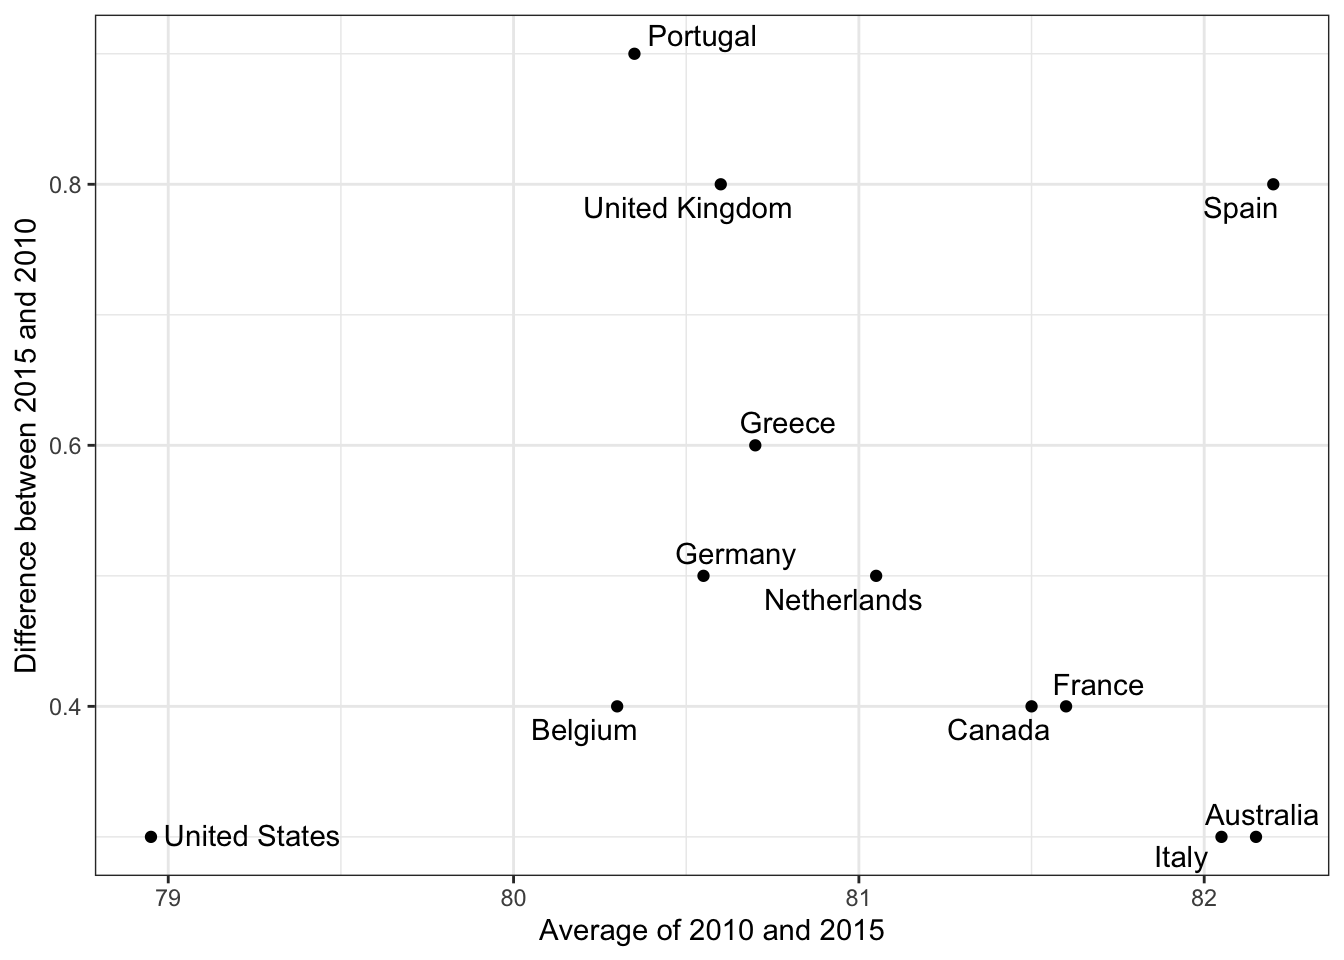 Portugal
0.8
United Kingdom
Spain
Difference between 2015 and 2010
Greece
0.6
Germany
Netherlands
France
0.4
Belgium
Canada
Australia
United States
Italy
79
80
81
82
Average of 2010 and 2015